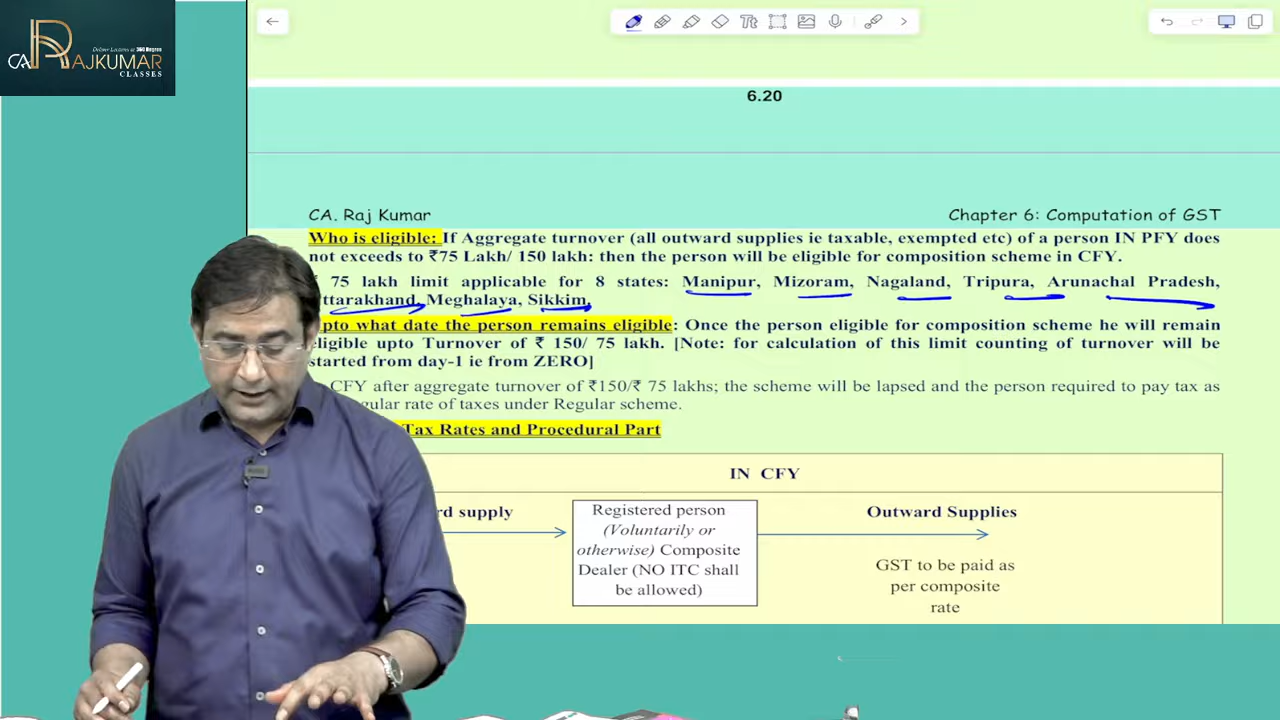 Deliver Lectures at 360 Degree
CA RAJKUMAR
CLASSES
Tt
6.20
CA. Raj Kumar Chapter 6: Computation of GST
Who is eligible: If Aggregate turnover (all outward supplies ie taxable, exempted etc) of a person IN PFY does
not exceeds to ₹75 Lakh/ 150 lakh: then the person will be eligible for composition scheme in CFY.
75 lakh limit applicable for 8 states: Manipur, Mizoram, Nagaland, Tripura, Arunachal Pradesh,
ttarakhand, Meghalaya, Sikkim,
pto what date the person remains eligible: Once the person eligible for composition scheme he will remain
eligible upto Turnover of ₹ 150/ 75 lakh. [Note: for calculation of this limit counting of turnover will be
started from day-1 ie from ZERO]
CFY after aggregate turnover of ₹150/₹ 75 lakhs; the scheme will be lapsed and the person required to pay tax as
gular rate of taxes under Regular scheme.
Tax Rates and Procedural Part
IN CFY
rd supply
Registered person
(Voluntarily or
otherwise) Composite
Dealer (NO ITC shall
be allowed)
Outward Supplies
GST to be paid as
per composite
rate